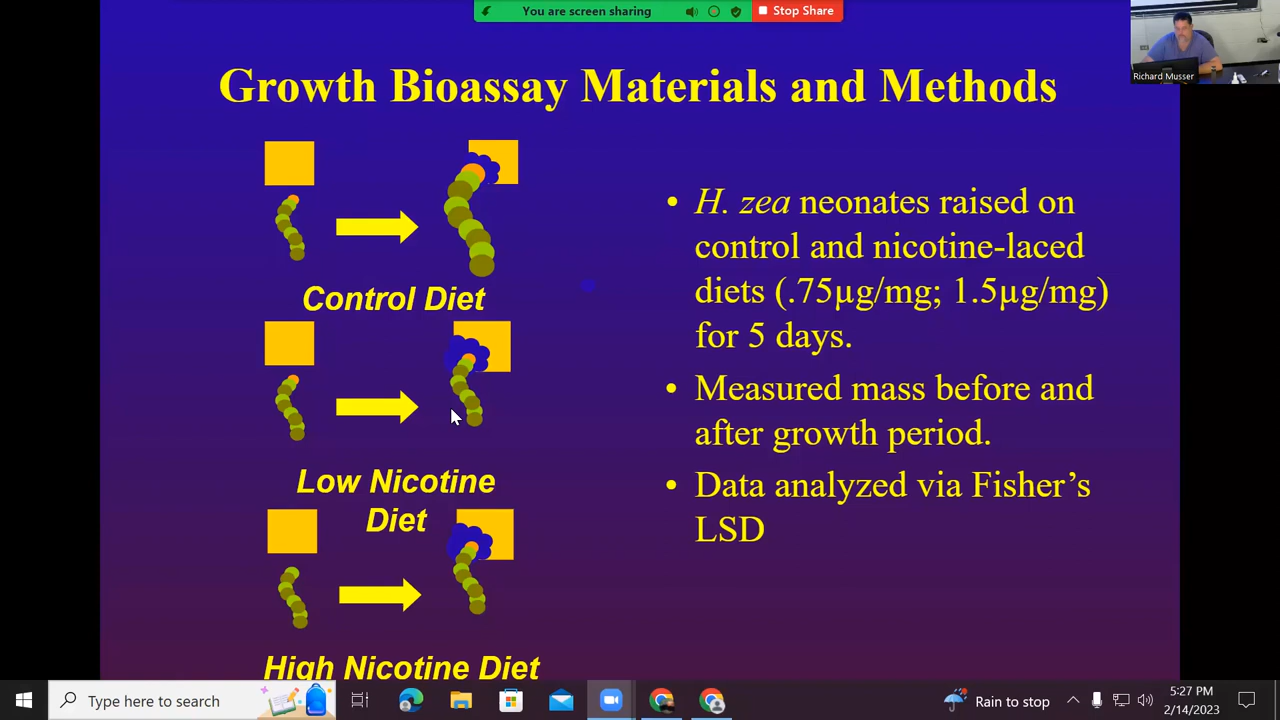 You are screen sharing
Stop Share
Richard Musser
Growth Bioassay Materials and Methods
Control Diet
Low Nicotine
Diet
High Nicotine Diet
• H. zea neonates raised on
control and nicotine-laced
diets (.75µg/mg; 1.5µg/mg)
for 5 days.
• Measured mass before and
after growth period.
• Data analyzed via Fisher’s
LSD
Type here to search
Rain to stop
5:27 PM
2/14/2023